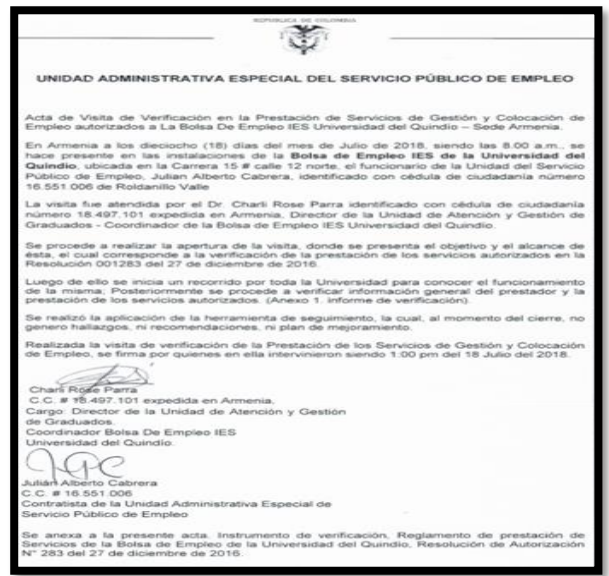 REPÚBLICA DE COLOMBIA
UNIDAD ADMINISTRATIVA ESPECIAL DEL SERVICIO PÚBLICO DE EMPLEO
Acta de Visita de Verificación en la Prestación de Servicios de Gestión y Colocación de
Empleo autorizados a La Bolsa De Empleo IES Universidad del Quindío – Sede Armenia.
En Armenia a los dieciocho (18) días del mes de Julio de 2018, siendo las 8.00 a.m., se
hace presente en las instalaciones de la Bolsa de Empleo IES de la Universidad del
Quindío, ubicada en la Carrera 15 # calle 12 norte, el funcionario de la Unidad del Servicio
Público de Empleo, Julian Alberto Cabrera, identificado con cédula de ciudadanía número
16.551.006 de Roldanillo Valle
La visita fue atendida por el Dr. Charli Rose Parra identificado con cédula de ciudadanía
número 18.497.101 expedida en Armenia, Director de la Unidad de Atención y Gestión de
Graduados - Coordinador de la Bolsa de Empleo IES Universidad del Quindío.
Se procede a realizar la apertura de la visita, donde se presenta el objetivo y el alcance de
ésta, el cual corresponde a la verificación de la prestación de los servicios autorizados en la
Resolución 001283 del 27 de diciembre de 2016.
Luego de ello se inicia un recorrido por toda la Universidad para conocer el funcionamiento
de la misma; Posteriormente se procede a verificar información general del prestador y la
prestación de los servicios autorizados. (Anexo 1. informe de verificación).
Se realizó la aplicación de la herramienta de seguimiento, la cual, al momento del cierre, no
genero hallazgos, ni recomendaciones, ni plan de mejoramiento.
Realizada la visita de verificación de la Prestación de los Servicios de Gestión y Colocación
de Empleo, se firma por quienes en ella intervinieron siendo 1:00 pm del 18 Julio del 2018.
Charli Rose Parra
C.C. # 18.497.101 expedida en Armenia,
Cargo: Director de la Unidad de Atención y Gestión
de Graduados.
Coordinador Bolsa De Empleo IES
Universidad del Quindío.
Julián Alberto Cabrera
C.C. # 16.551.006
Contratista de la Unidad Administrativa Especial de
Servicio Público de Empleo
Se anexa a la presente acta. Instrumento de verificación, Reglamento de prestación de
Servicios de la Bolsa de Empleo de la Universidad del Quindío, Resolución de Autorización
N° 283 del 27 de diciembre de 2016.